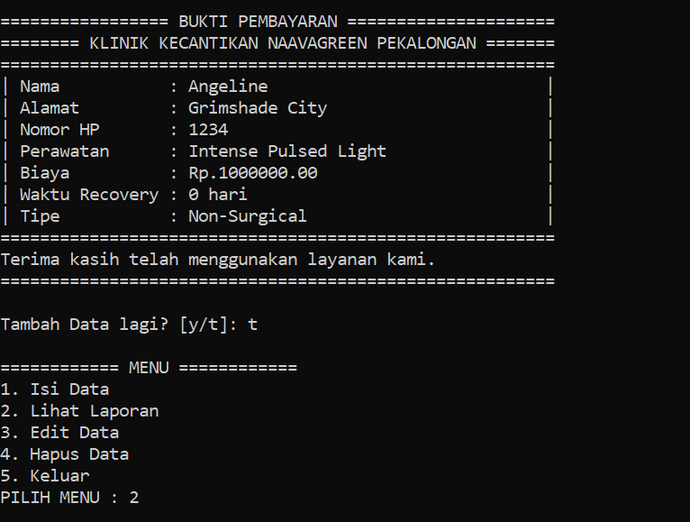 ================= BUKTI PEMBAYARAN =====================
======== KLINIK KECANTIKAN NAAVAGREEN PEKALONGAN =======
========================================================
| Nama           : Angeline                            |
| Alamat         : Grimshade City                      |
| Nomor HP       : 1234                                |
| Perawatan      : Intense Pulsed Light                |
| Biaya          : Rp.1000000.00                       |
| Waktu Recovery : 0 hari                              |
| Tipe           : Non-Surgical                        |
========================================================
Terima kasih telah menggunakan layanan kami.
========================================================
Tambah Data lagi? [y/t]: t
============ MENU ============
1. Isi Data
2. Lihat Laporan
3. Edit Data
4. Hapus Data
5. Keluar
PILIH MENU : 2